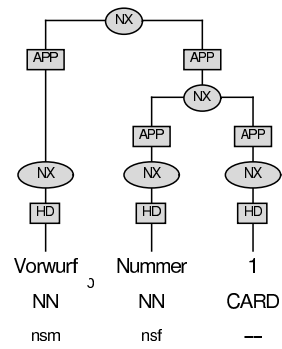 NX
APP APP
NX
APP APP
NX NX NX
HD HD HD
Vorwurf Nummer 1
0
NN NN CARD
nsm nsf --